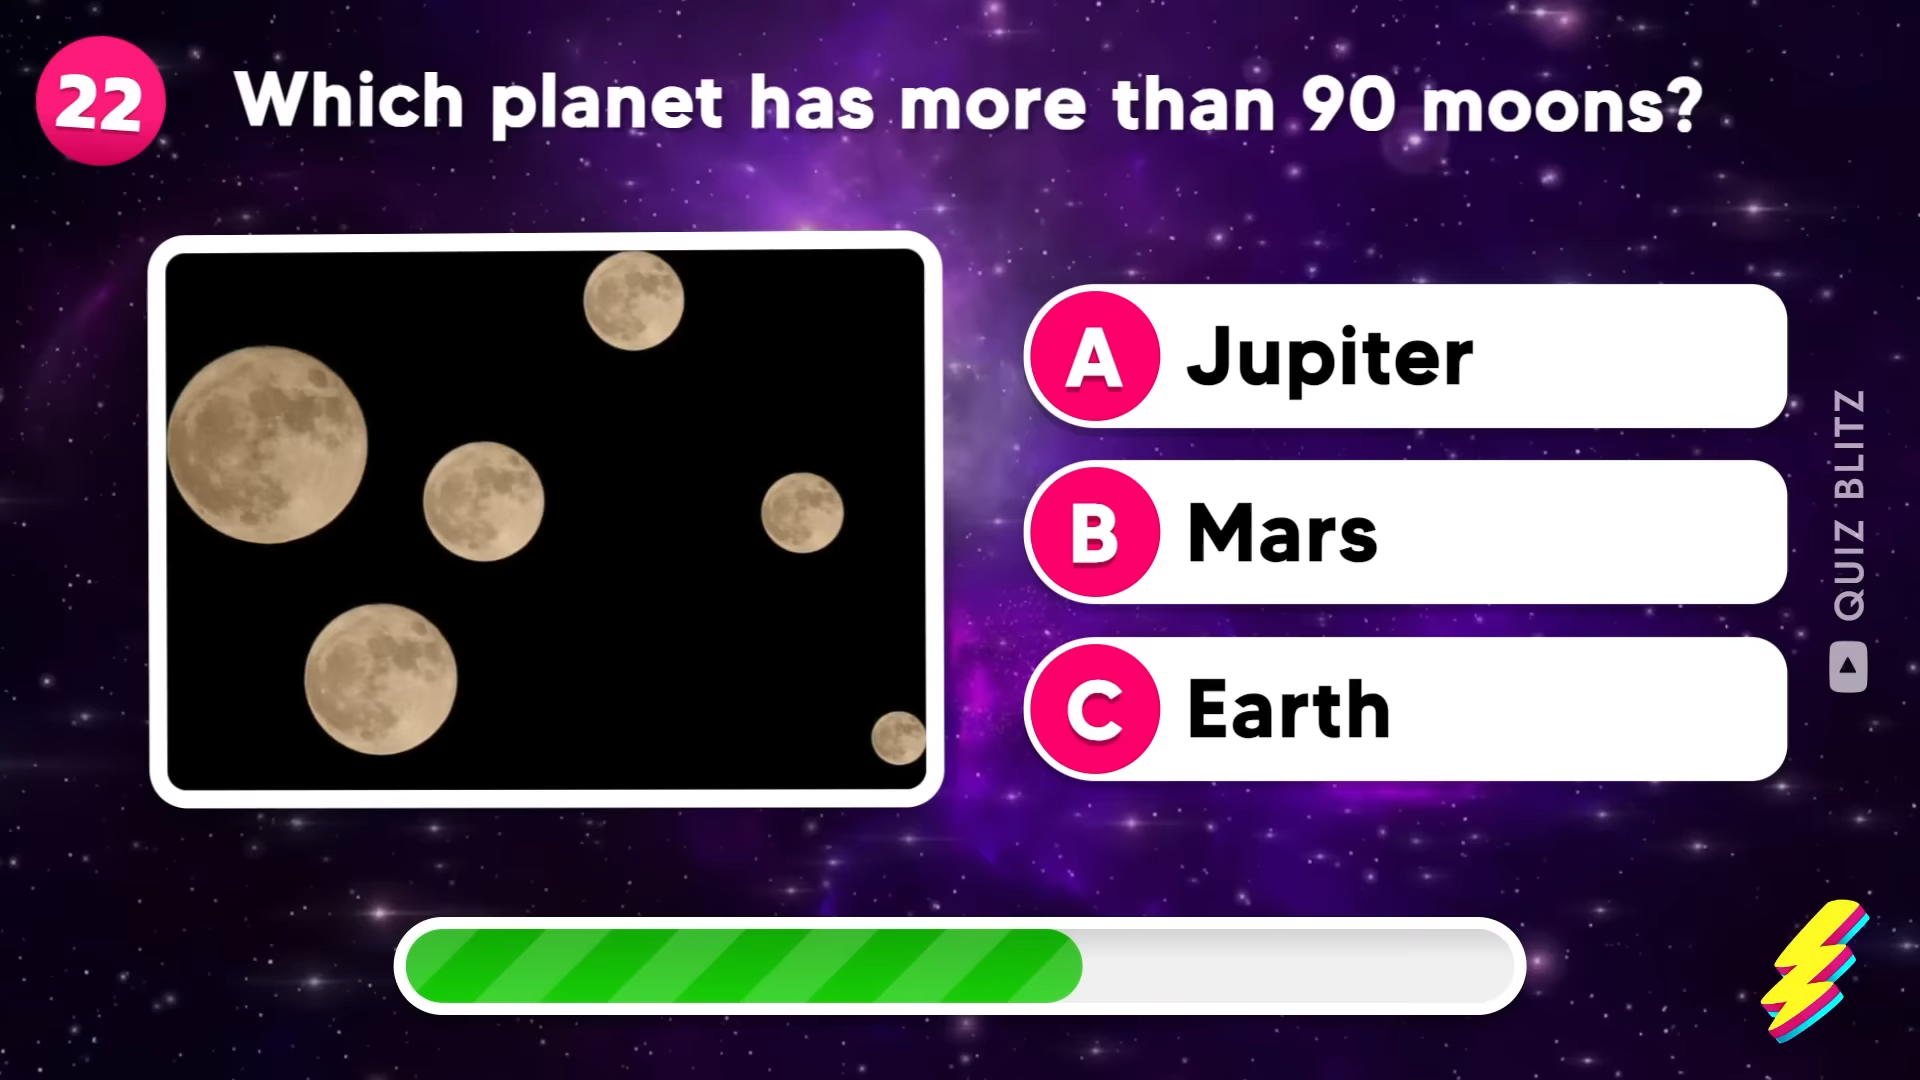 22
Which planet has more than 90 moons?
A Jupiter
B Mars
C Earth
QUIZ BLITZ